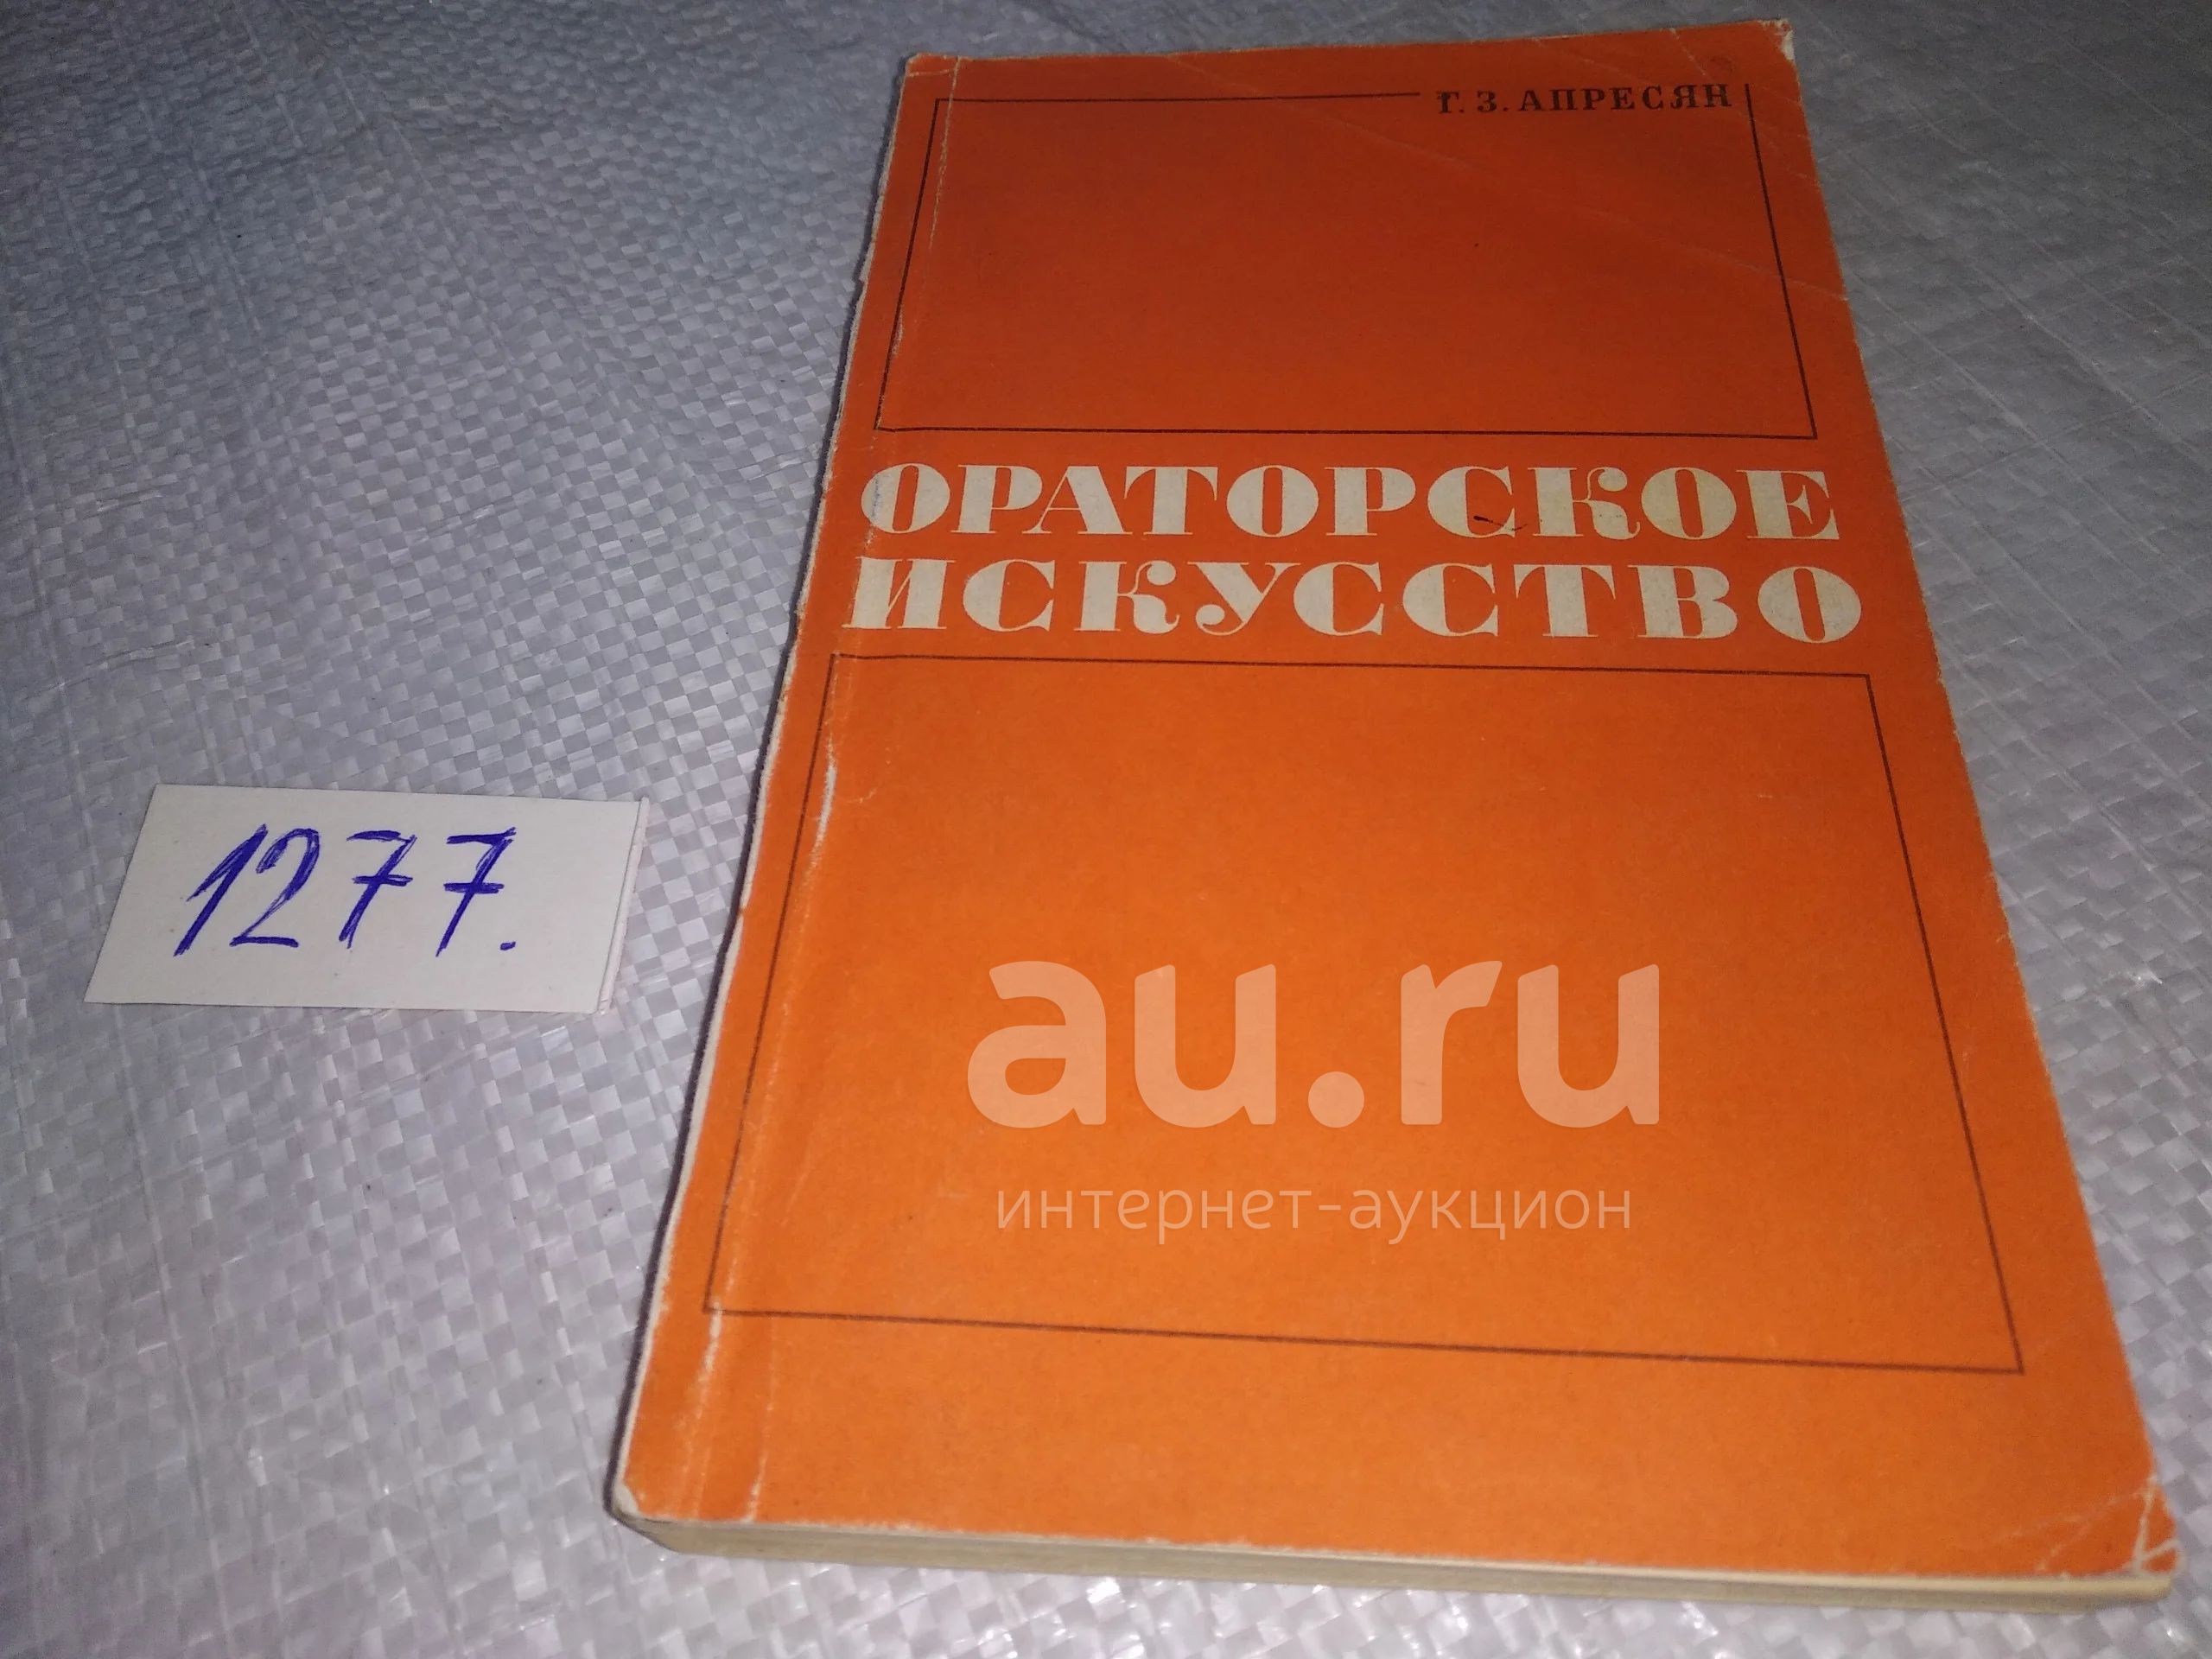 Г. З. АПРЕСЯН
ОРАТОРСКОЕ
ИСКУССТВО
1277.
au.ru
интернет-аукцион